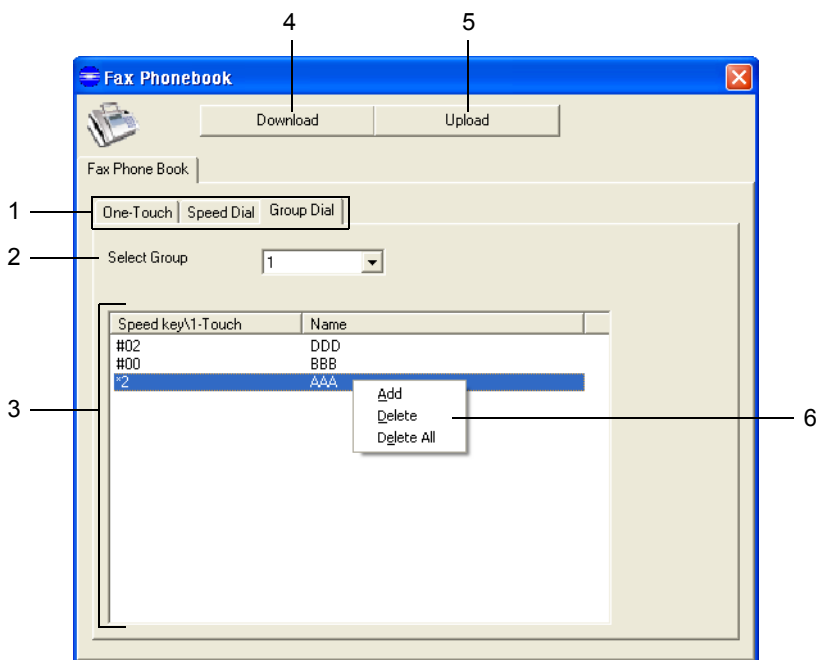 4 5
Fax Phonebook
Download Upload
Fax Phone Book
1 One-Touch Speed Dial Group Dial
2 Select Group 1
Speed key\1-Touch Name
#02 DDD
#00 BBB
*2 AAA
Add
3 Delete 6
Delete All